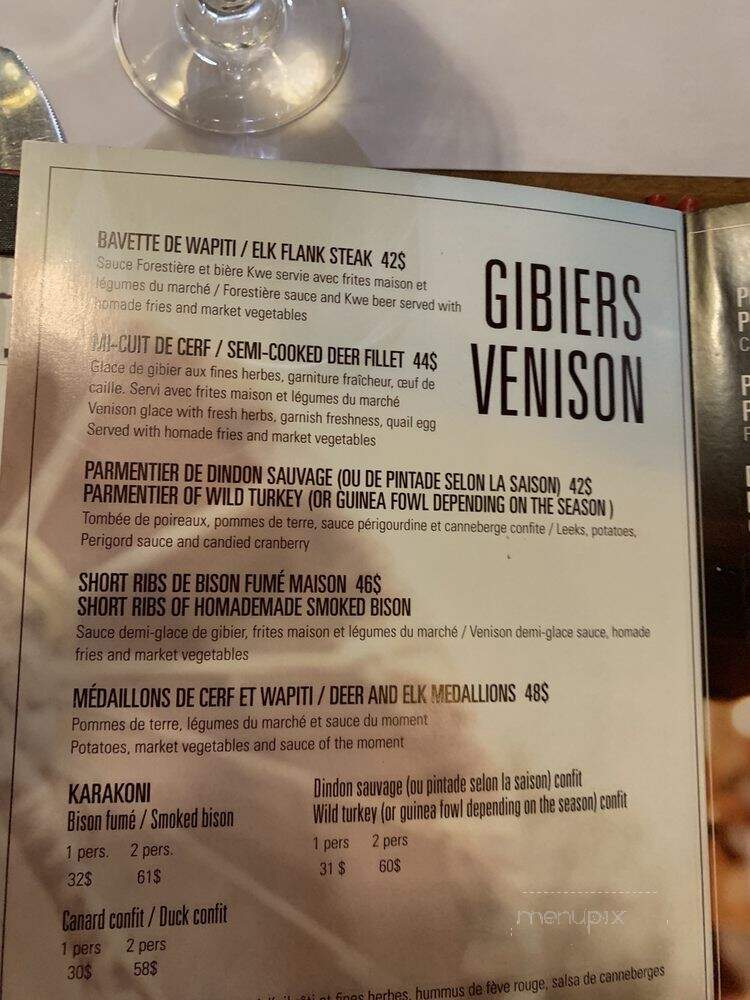 BAVETTE DE WAPITI / ELK FLANK STEAK 42$
Sauce Forestière et bière Kwe servie avec frites maison et
légumes du marché / Forestière sauce and Kwe beer served with
homade fries and market vegetables
GIBIERS
VENISON
MI-CUIT DE CERF / SEMI-COOKED DEER FILLET 44$
Glace de gibier aux fines herbes, garniture fraîcheur, œuf de
caille. Servi avec frites maison et légumes du marché
Venison glace with fresh herbs, garnish freshness, quail egg
Served with homade fries and market vegetables
PARMENTIER DE DINDON SAUVAGE (OU DE PINTADE SELON LA SAISON) 42$
PARMENTIER OF WILD TURKEY (OR GUINEA FOWL DEPENDING ON THE SEASON )
Tombée de poireaux, pommes de terre, sauce périgourdine et canneberge confite / Leeks, potatoes,
Perigord sauce and candied cranberry
SHORT RIBS DE BISON FUMÉ MAISON 46$
SHORT RIBS OF HOMADEMADE SMOKED BISON
Sauce demi-glace de gibier, frites maison et légumes du marché / Venison demi-glace sauce, homade
fries and market vegetables
MÉDAILLONS DE CERF ET WAPITI / DEER AND ELK MEDALLIONS 48$
Pommes de terre, légumes du marché et sauce du moment
Potatoes, market vegetables and sauce of the moment
KARAKONI
Bison fumé / Smoked bison
1 pers. 2 pers.
32$ 61$
Dindon sauvage (ou pintade selon la saison) confit
Wild turkey (or guinea fowl depending on the season) confit
1 pers 2 pers
31 $ 60$
Canard confit / Duck confit
1 pers 2 pers
30$ 58$
et fines herbes, hummus de fève rouge, salsa de canneberges
menupix